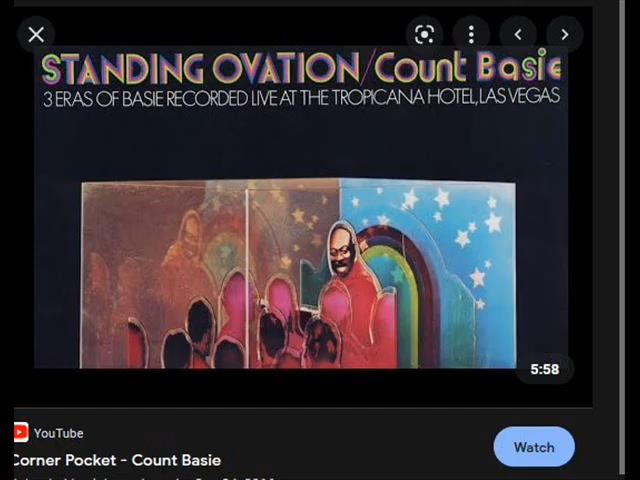 STANDING OVATION/Count Basie
3 ERAS OF BASIE RECORDED LIVE AT THE TROPICANA HOTEL, LAS VEGAS
5:58
YouTube
Watch
Corner Pocket - Count Basie